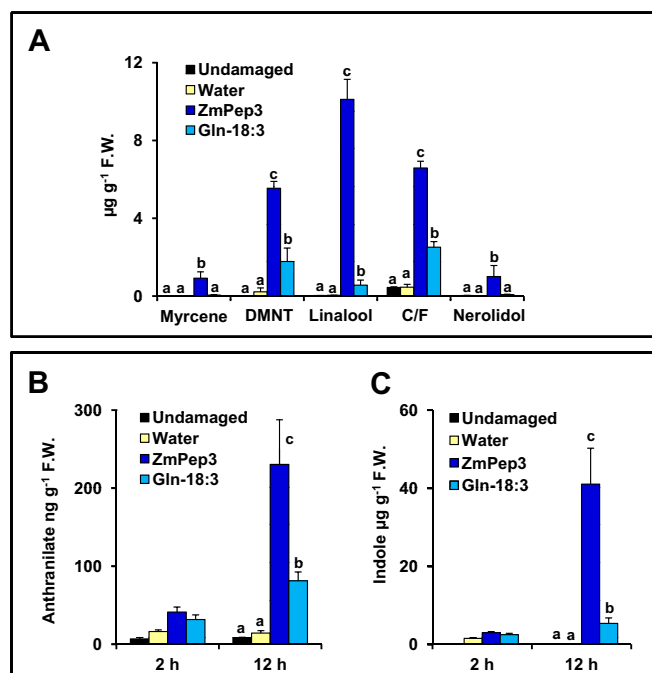 A
Undamaged
Water
ZmPep3
Gln-18:3
µg g-1 F.W.
12
8
4
0
a a b a
a a c b
a a c b
a a c b
a a b a
Myrcene DMNT Linalool C/F Nerolidol
B
Undamaged
Water
ZmPep3
Gln-18:3
Anthranilate ng g-1 F.W.
300
200
100
0
a a c b
2 h 12 h
C
Undamaged
Water
ZmPep3
Gln-18:3
Indole µg g-1 F.W.
60
40
20
0
a a c b
2 h 12 h